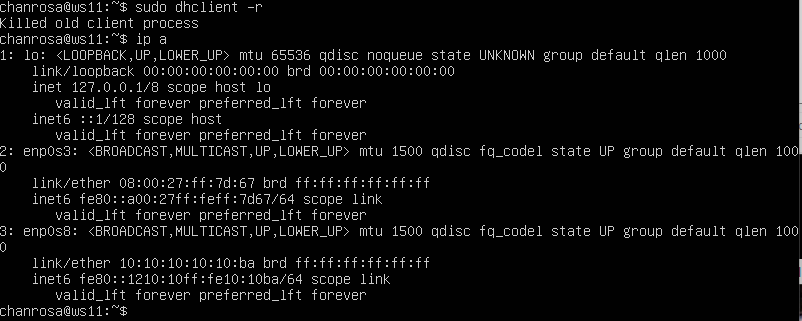 chanrosa@ws11:~$ sudo dhclient -r
Killed old client process
chanrosa@ws11:~$ ip a
1: lo: <LOOPBACK,UP,LOWER_UP> mtu 65536 qdisc noqueue state UNKNOWN group default qlen 1000
    link/loopback 00:00:00:00:00:00 brd 00:00:00:00:00:00
    inet 127.0.0.1/8 scope host lo
       valid_lft forever preferred_lft forever
    inet6 ::1/128 scope host
       valid_lft forever preferred_lft forever
2: enp0s3: <BROADCAST,MULTICAST,UP,LOWER_UP> mtu 1500 qdisc fq_codel state UP group default qlen 100
0
    link/ether 08:00:27:ff:7d:67 brd ff:ff:ff:ff:ff:ff
    inet6 fe80::a00:27ff:feff:7d67/64 scope link
       valid_lft forever preferred_lft forever
3: enp0s8: <BROADCAST,MULTICAST,UP,LOWER_UP> mtu 1500 qdisc fq_codel state UP group default qlen 100
0
    link/ether 10:10:10:10:10:ba brd ff:ff:ff:ff:ff:ff
    inet6 fe80::1210:10ff:fe10:10ba/64 scope link
       valid_lft forever preferred_lft forever
chanrosa@ws11:~$